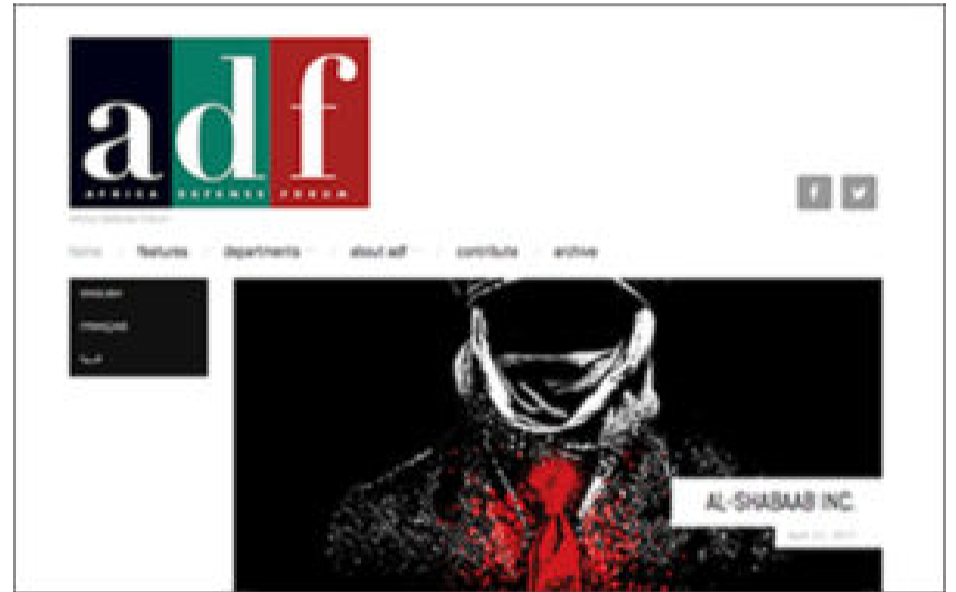 adf
AFRICA DEFENSE FORUM
home / features / departments / about adf / contribute / archive
ENGLISH
FRANÇAIS
AL-SHABAAB INC.